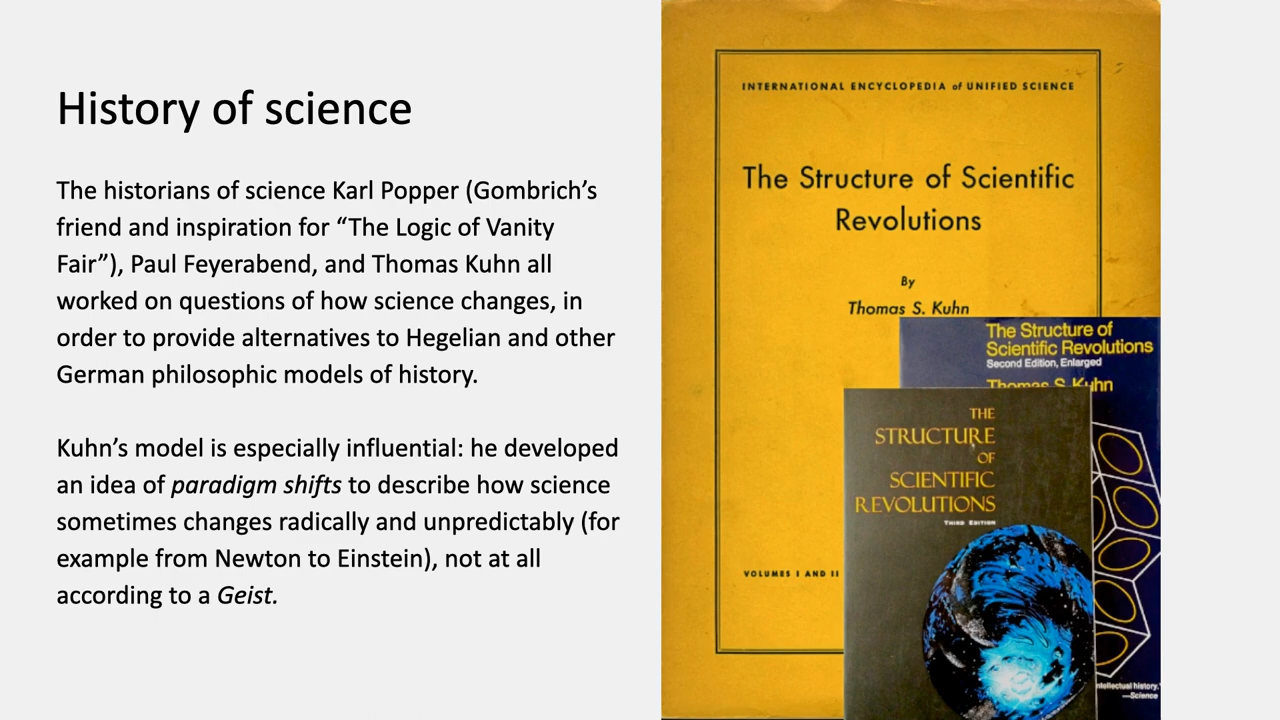 History of science
The historians of science Karl Popper (Gombrich’s
friend and inspiration for “The Logic of Vanity
Fair”), Paul Feyerabend, and Thomas Kuhn all
worked on questions of how science changes, in
order to provide alternatives to Hegelian and other
German philosophic models of history.
Kuhn’s model is especially influential: he developed
an idea of paradigm shifts to describe how science
sometimes changes radically and unpredictably (for
example from Newton to Einstein), not at all
according to a Geist.
INTERNATIONAL ENCYCLOPEDIA of UNIFIED SCIENCE
The Structure of Scientific
Revolutions
By
Thomas S. Kuhn
VOLUMES I AND II
The Structure of
Scientific Revolutions
Second Edition, Enlarged
Thomas S. Kuhn
intellectual history."
—Science
THE
STRUCTURE
OF
SCIENTIFIC
REVOLUTIONS
THIRD EDITION